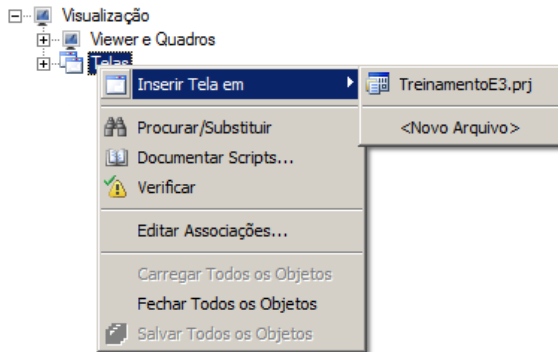 Visualização
Viewer e Quadros
Telas
Inserir Tela em
TreinamentoE3.prj
<Novo Arquivo>
Procurar/Substituir
Documentar Scripts...
Verificar
Editar Associações...
Carregar Todos os Objetos
Fechar Todos os Objetos
Salvar Todos os Objetos